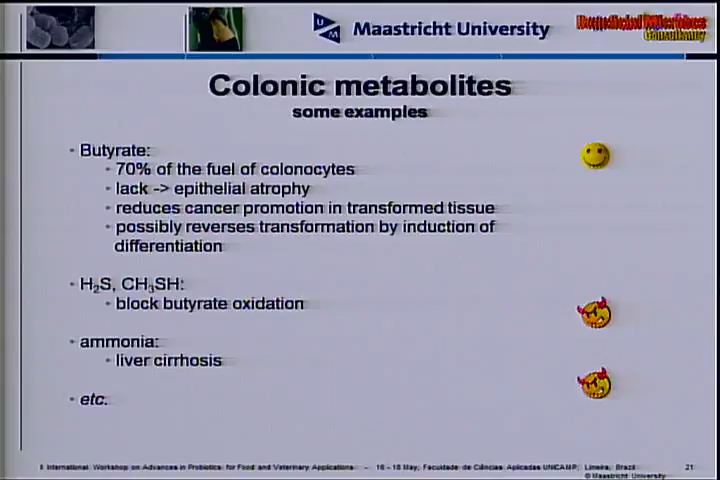 U
M
Maastricht University
Beneficial Microbes
Consultancy
Colonic metabolites
some examples
• Butyrate:
• 70% of the fuel of colonocytes
• lack -> epithelial atrophy
• reduces cancer promotion in transformed tissue
• possibly reverses transformation by induction of
differentiation
• H₂S, CH₃SH:
• block butyrate oxidation
• ammonia:
• liver cirrhosis
• etc.
II International Workshop on Advances in Probiotics for Food and Veterinary Applications – 16 – 18 May, Faculdade de Ciências Aplicadas UNICAMP, Limeira, Brazil 21
© Maastricht University